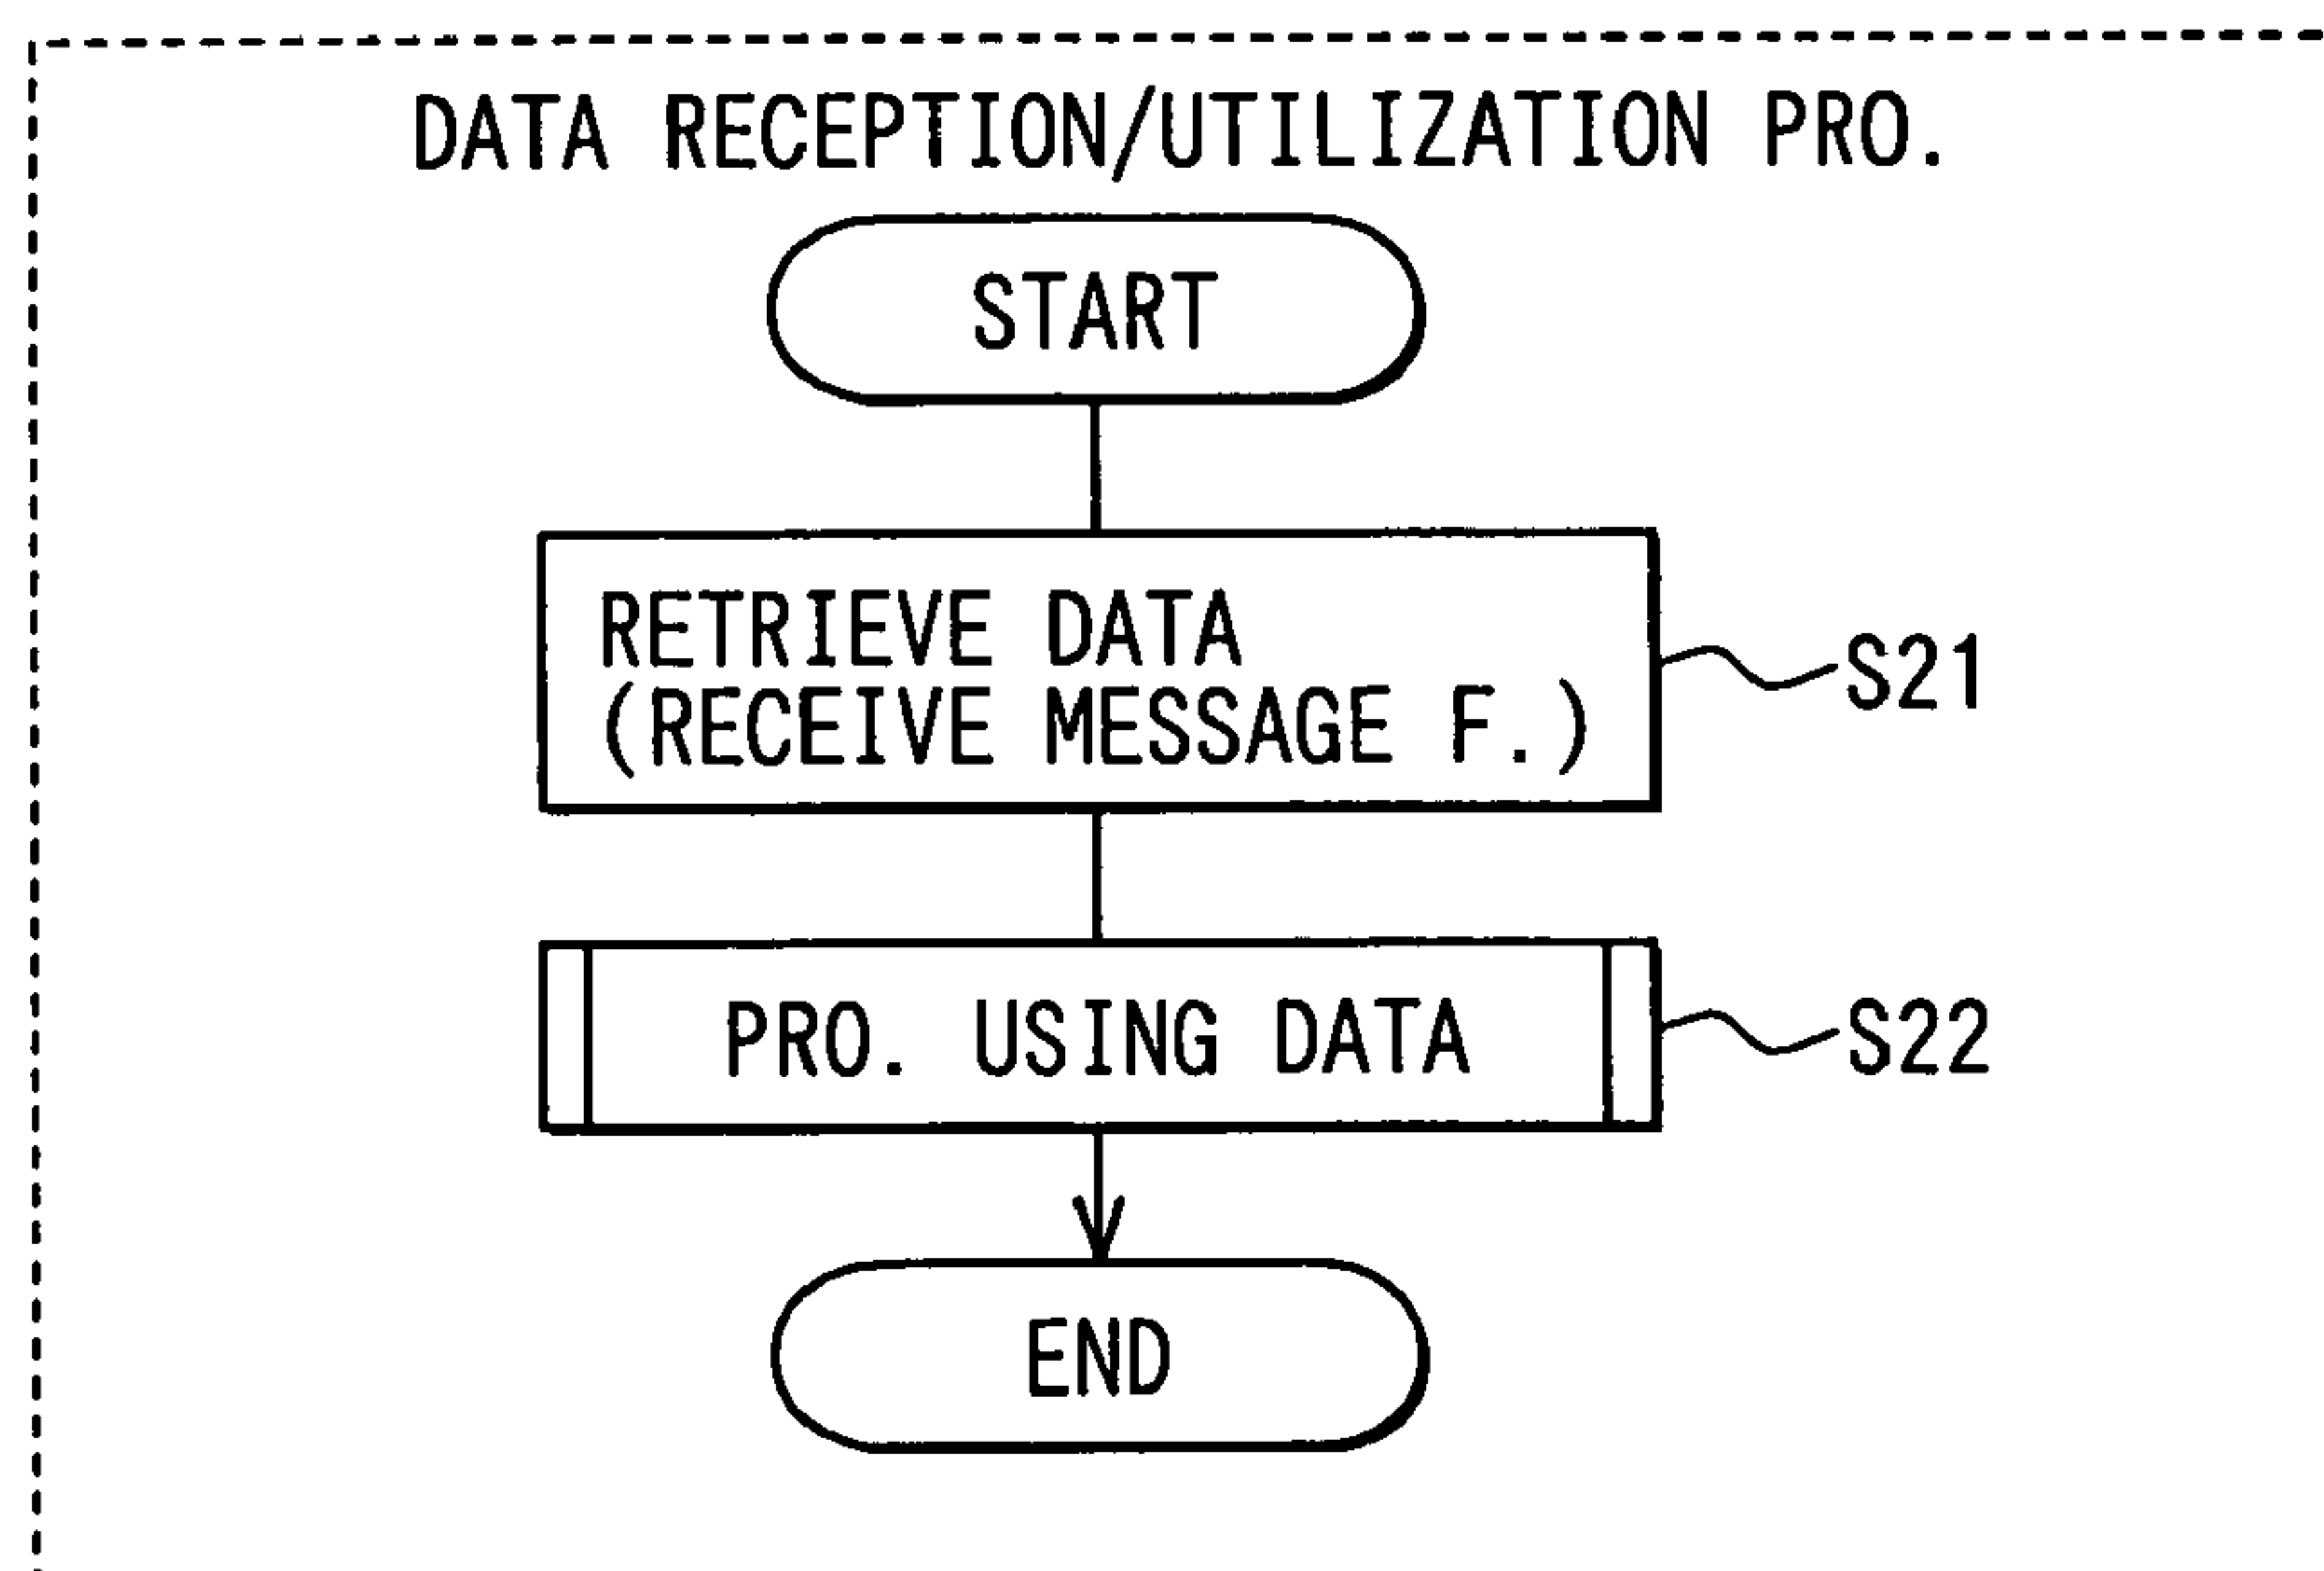 DATA RECEPTION/UTILIZATION PRO.
START
RETRIEVE DATA
(RECEIVE MESSAGE F.)
S21
PRO. USING DATA
S22
END